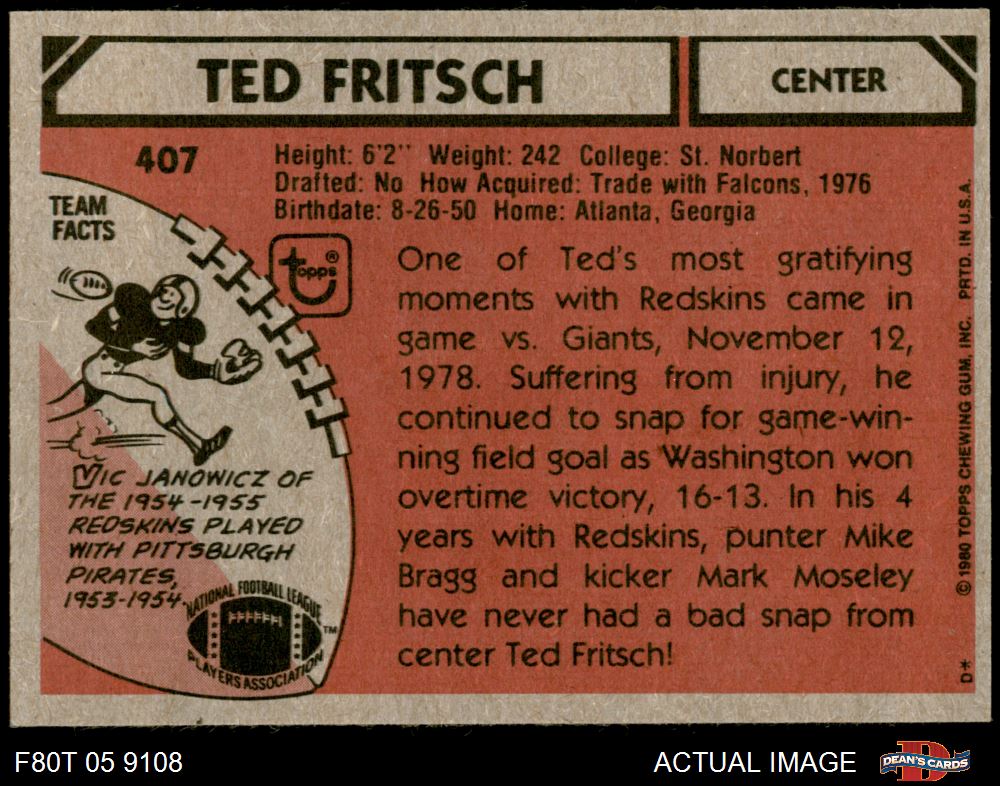 TED FRITSCH
CENTER
407
Height: 6'2" Weight: 242 College: St. Norbert
Drafted: No How Acquired: Trade with Falcons, 1976
Birthdate: 8-26-50 Home: Atlanta, Georgia
TEAM
FACTS
topps®
One of Ted's most gratifying
moments with Redskins came in
game vs. Giants, November 12,
1978. Suffering from injury, he
continued to snap for game-win-
ning field goal as Washington won
overtime victory, 16-13. In his 4
years with Redskins, punter Mike
Bragg and kicker Mark Moseley
have never had a bad snap from
center Ted Fritsch!
VIC JANOWICZ OF
THE 1954-1955
REDSKINS PLAYED
WITH PITTSBURGH
PIRATES,
1953-1954.
NATIONAL FOOTBALL LEAGUE
PLAYERS ASSOCIATION
TM
© 1980 TOPPS CHEWING GUM, INC. PRTD. IN U.S.A.
D*
F80T 05 9108
ACTUAL IMAGE
D
DEAN'S CARDS